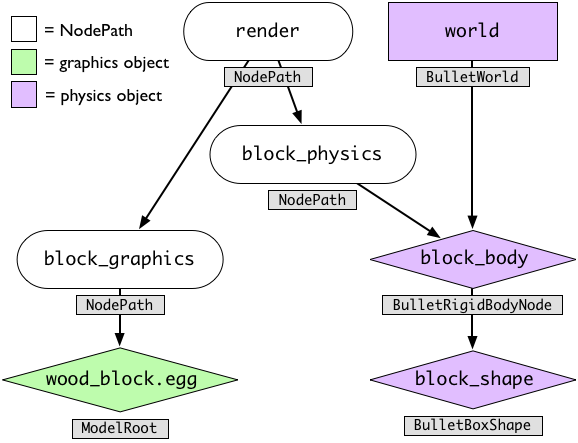 = NodePath
= graphics object
= physics object
render
NodePath
world
BulletWorld
block_physics
NodePath
block_graphics
NodePath
block_body
BulletRigidBodyNode
wood_block.egg
ModelRoot
block_shape
BulletBoxShape